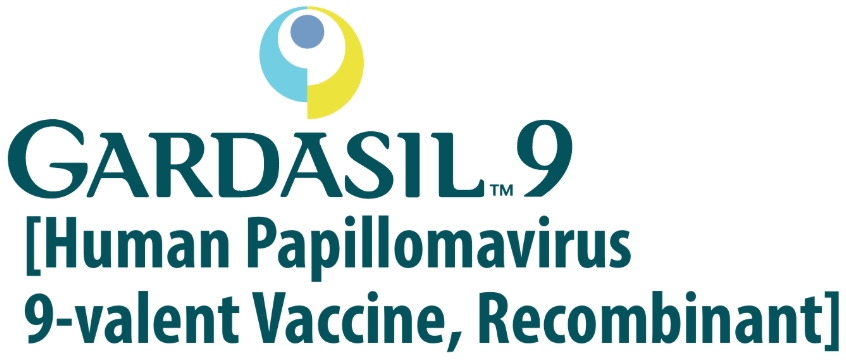 GARDASIL™9
[Human Papillomavirus
9-valent Vaccine, Recombinant]